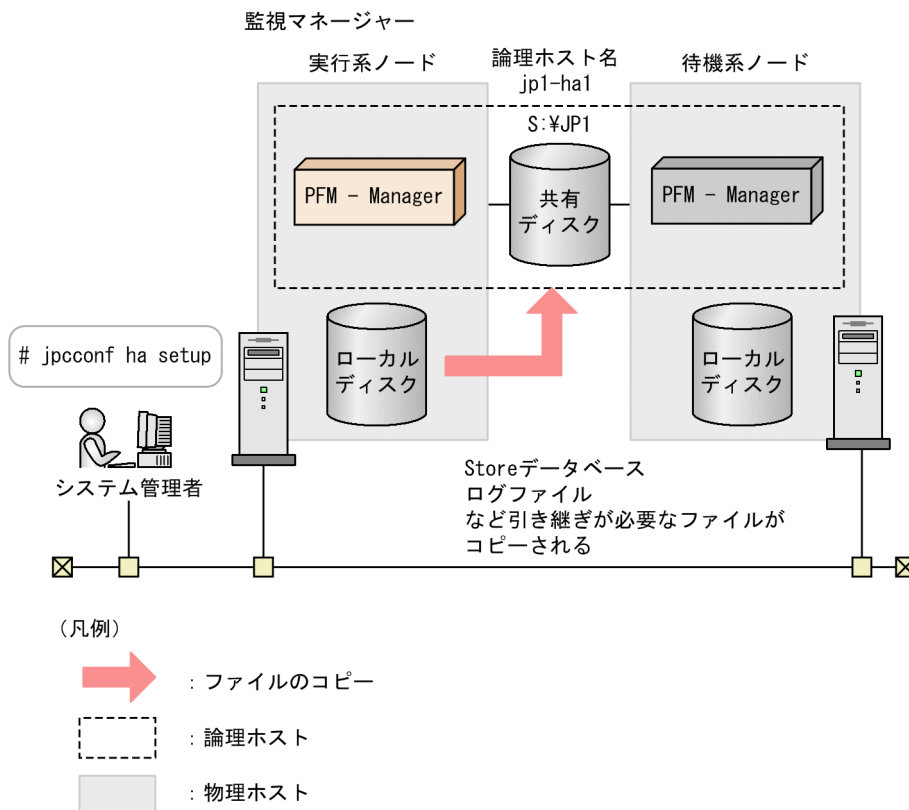 監視マネージャー
実行系ノード
論理ホスト名
jp1-ha1
待機系ノード
S:¥JP1
PFM - Manager
共有
ディスク
PFM - Manager
# jpcconf ha setup
ローカル
ディスク
ローカル
ディスク
システム管理者
Storeデータベース
ログファイル
など引き継ぎが必要なファイルが
コピーされる
（凡例）
：ファイルのコピー
：論理ホスト
：物理ホスト